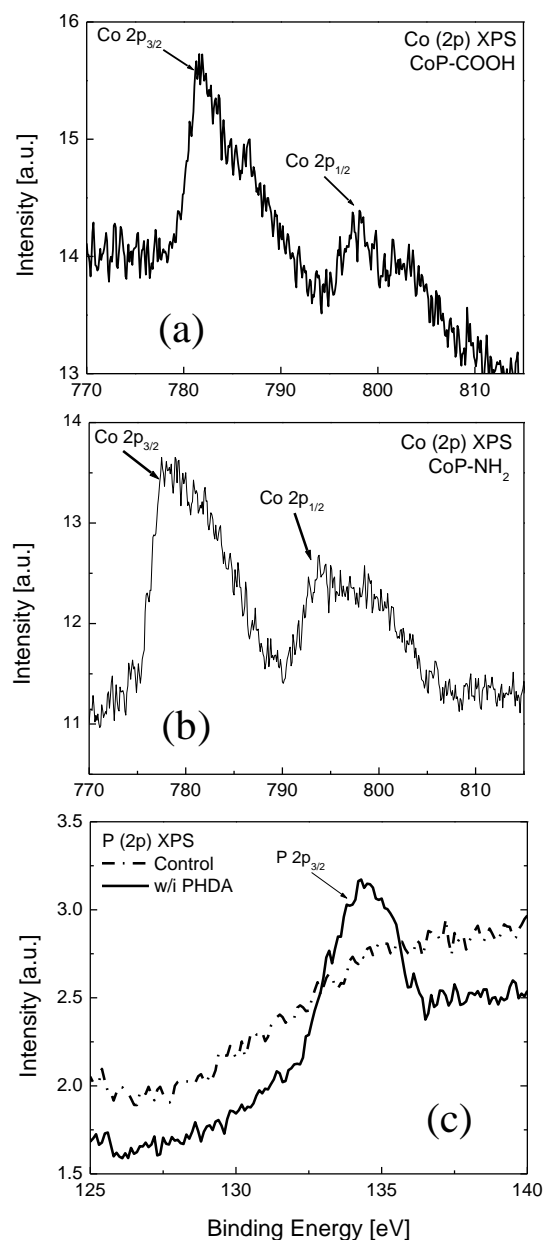 16
Co 2p3/2
Co (2p) XPS
CoP-COOH
15
Co 2p1/2
Intensity [a.u.]
14
(a)
13
770 780 790 800 810
14
Co 2p3/2
Co (2p) XPS
CoP-NH2
13
Co 2p1/2
Intensity [a.u.]
12
11
(b)
770 780 790 800 810
3.5
P (2p) XPS
Control
w/i PHDA
P 2p3/2
3.0
Intensity [a.u.]
2.5
2.0
(c)
1.5
125 130 135 140
Binding Energy [eV]